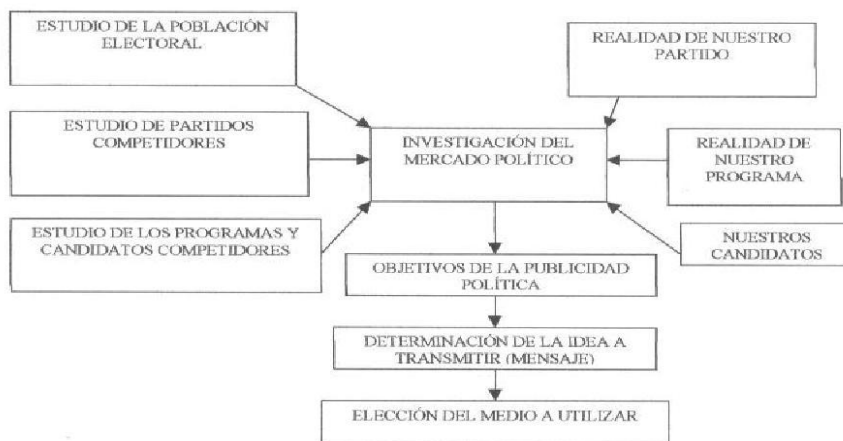 ESTUDIO DE LA POBLACIÓN
ELECTORAL
REALIDAD DE NUESTRO
PARTIDO
ESTUDIO DE PARTIDOS
COMPETIDORES
INVESTIGACIÓN DEL
MERCADO POLÍTICO
REALIDAD DE
NUESTRO
PROGRAMA
ESTUDIO DE LOS PROGRAMAS Y
CANDIDATOS COMPETIDORES
NUESTROS
CANDIDATOS
OBJETIVOS DE LA PUBLICIDAD
POLÍTICA
DETERMINACIÓN DE LA IDEA A
TRANSMITIR (MENSAJE)
ELECCIÓN DEL MEDIO A UTILIZAR